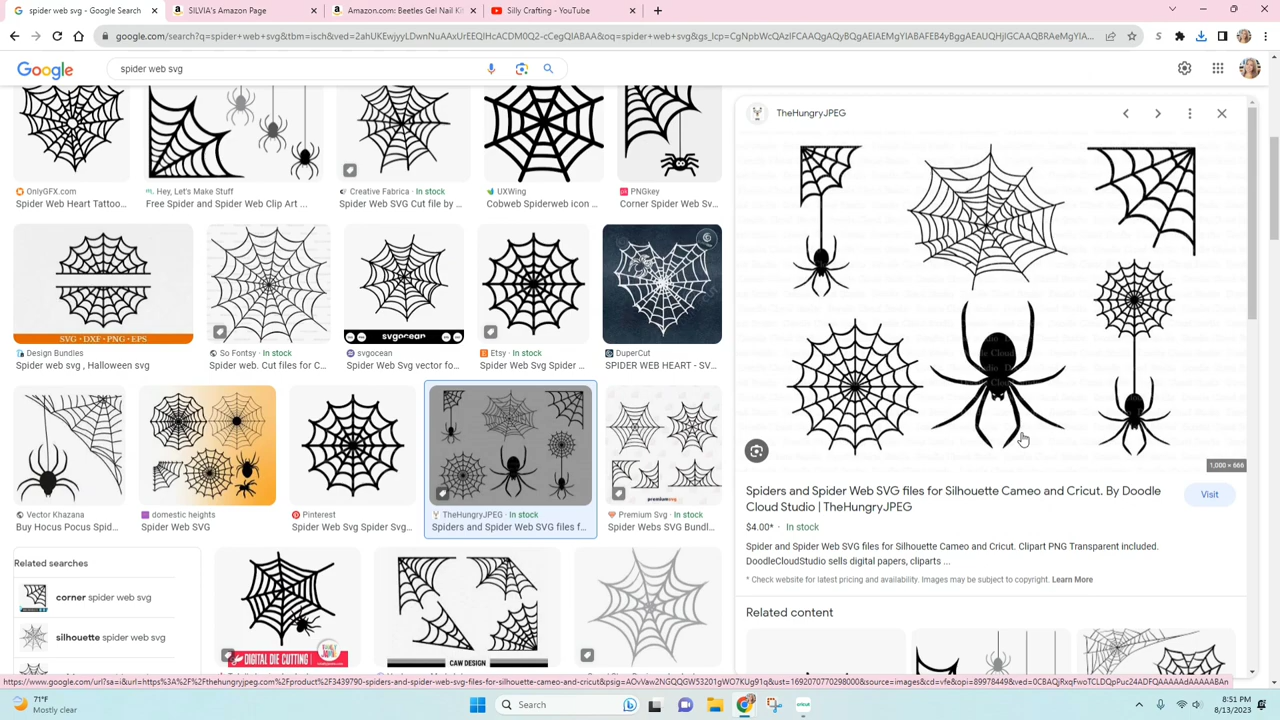 spider web svg - Google Search
SILVIA's Amazon Page
Amazon.com: Beetles Gel Nail Kit
Silly Crafting - YouTube
google.com/search?q=spider+web+svg&tbm=isch&ved=
spider web svg
TheHungryJPEG
OnlyGFX.com
Spider Web Heart Tattoo...
Hey, Let's Make Stuff
Free Spider and Spider Web Clip Art ...
Creative Fabrica · In stock
Spider Web SVG Cut file by ...
UXWing
Cobweb Spiderweb icon ...
PNGkey
Corner Spider Web Sv...
SVG • DXF • PNG • EPS
Design Bundles
Spider web svg , Halloween svg
So Fontsy · In stock
Spider web. Cut files for C...
svgocean
svgocean
Spider Web Svg vector fo...
Etsy · In stock
Spider Web Svg Spider ...
DuperCut
SPIDER WEB HEART - SV...
Vector Khazana
Buy Hocus Pocus Spid...
domestic heights
Spider Web SVG
Pinterest
Spider Web Svg Spider Svg...
TheHungryJPEG · In stock
Spiders and Spider Web SVG files f...
premiumsvg
Premium Svg · In stock
Spider Webs SVG Bundl...
1,000 × 666
Spiders and Spider Web SVG files for Silhouette Cameo and Cricut. By Doodle
Cloud Studio | TheHungryJPEG
Visit
$4.00* · In stock
Spider and Spider Web SVG files for Silhouette Cameo and Cricut. Clipart PNG Transparent included.
DoodleCloudStudio sells digital papers, cliparts ...
* Check website for latest pricing and availability. Images may be subject to copyright. Learn More
Related content
Related searches
corner spider web svg
silhouette spider web svg
DIGITAL DIE CUTTING!
CAW DESIGN
71°F
Mostly clear
Search
cricut
8:51 PM
8/13/2023